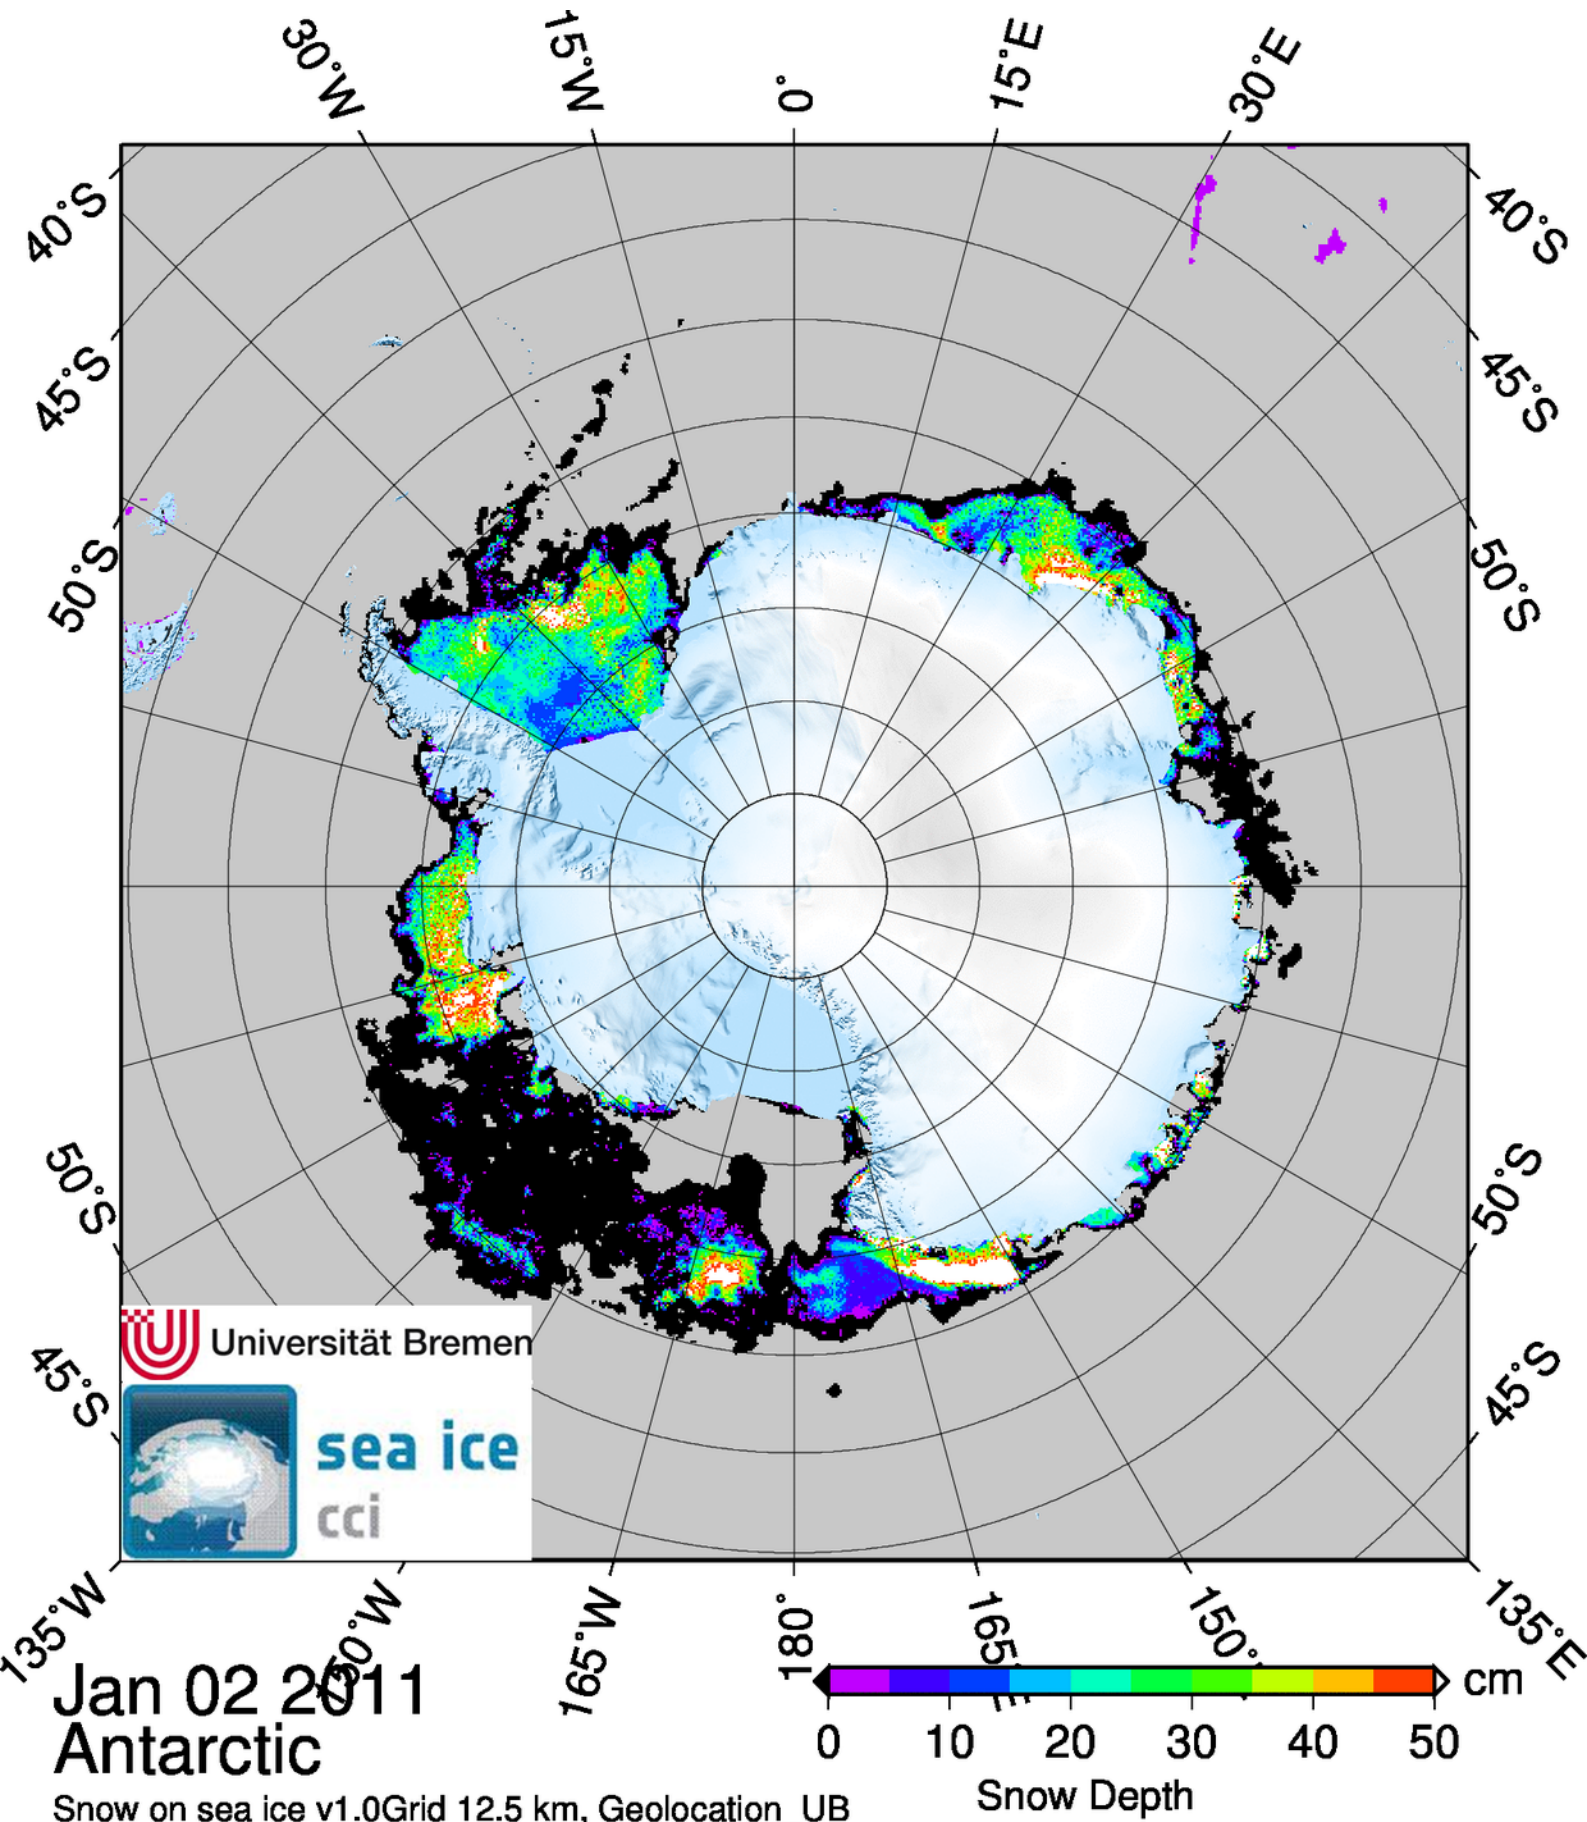 30°W 15°W 0° 15°E 30°E
40°S 40°S
45°S 45°S
50°S 50°S
50°S 50°S
45°S 45°S
Universität Bremen
sea ice
cci
135°W 150°W 165°W 180° 165°E 150° 135°E
Jan 02 2011
Antarctic
Snow on sea ice v1.0Grid 12.5 km, Geolocation UB
cm
0 10 20 30 40 50
Snow Depth